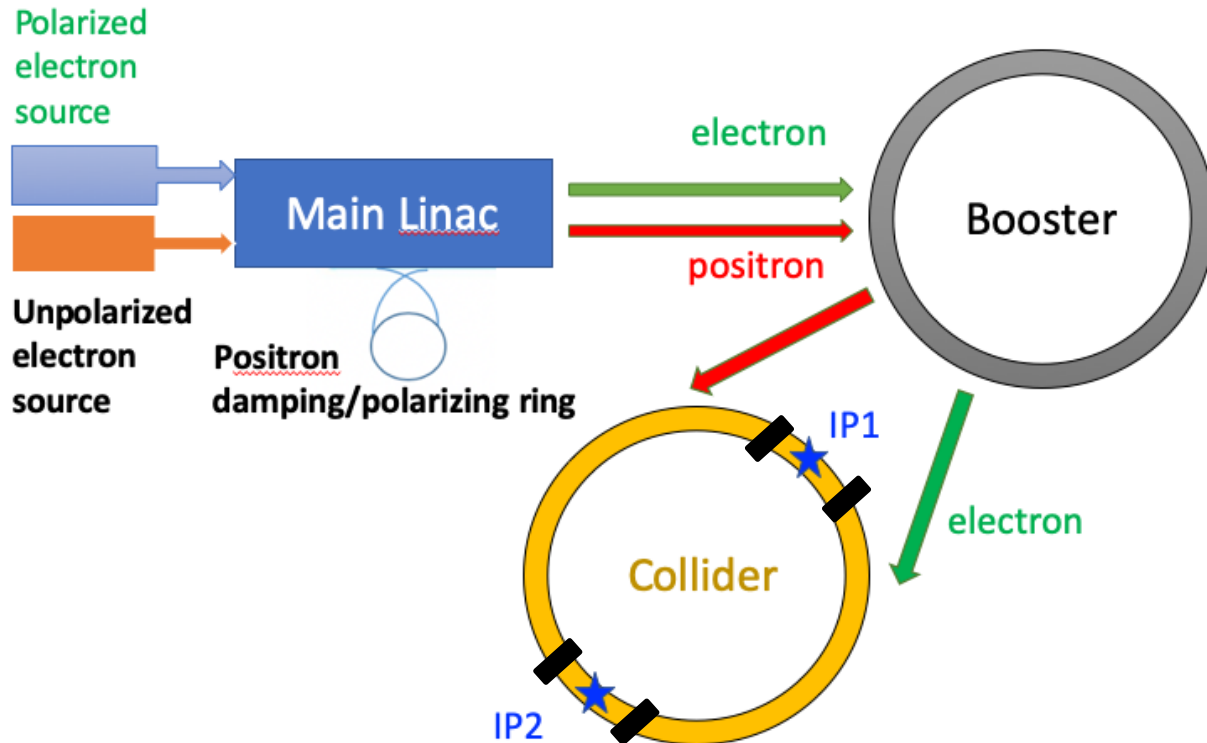 Polarized
electron
source
electron
Main Linac
Booster
positron
Unpolarized
electron
source
Positron
damping/polarizing ring
IP1
electron
Collider
IP2